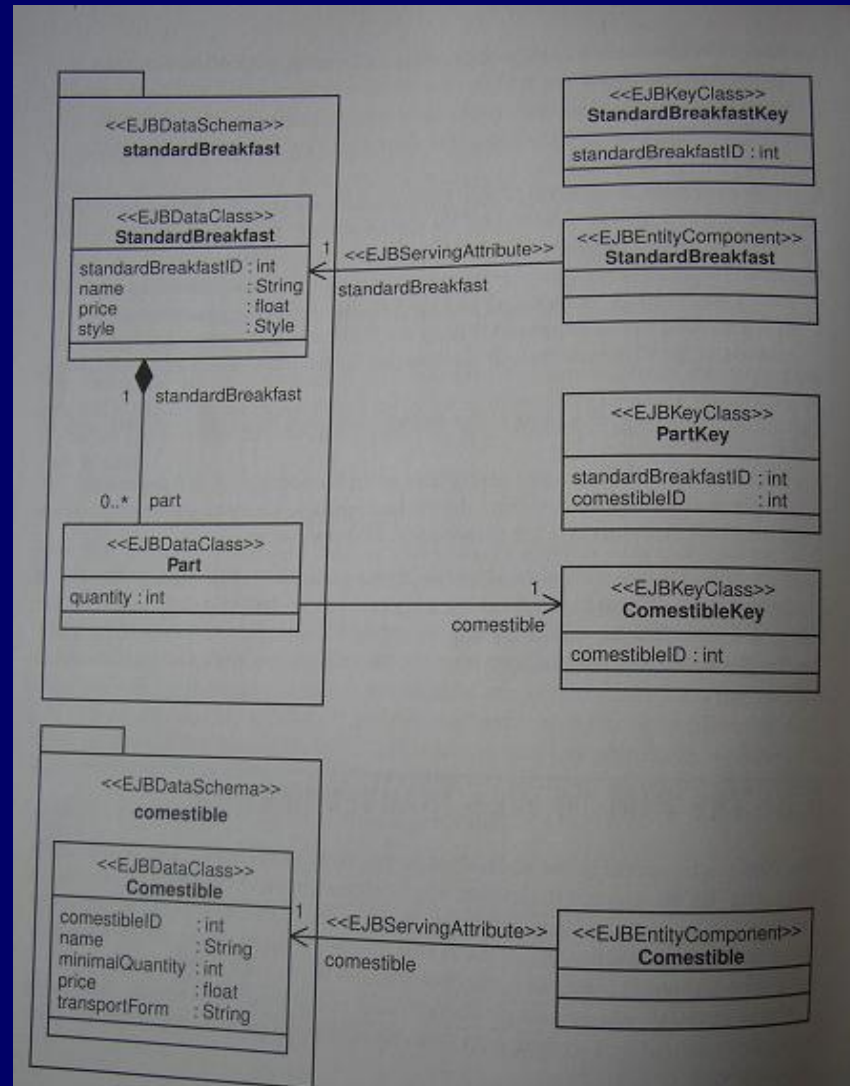 <<EJBDataSchema>>
standardBreakfast
<<EJBDataClass>>
StandardBreakfast
standardBreakfastID : int
name : String
price : float
style : Style
1
<<EJBServingAttribute>>
standardBreakfast
1 standardBreakfast
0..* part
<<EJBDataClass>>
Part
quantity : int
1
comestible
<<EJBKeyClass>>
StandardBreakfastKey
standardBreakfastID : int
<<EJBEntityComponent>>
StandardBreakfast
<<EJBKeyClass>>
PartKey
standardBreakfastID : int
comestibleID : int
<<EJBKeyClass>>
ComestibleKey
comestibleID : int
<<EJBDataSchema>>
comestible
<<EJBDataClass>>
Comestible
comestibleID : int
name : String
minimalQuantity : int
price : float
transportForm : String
1
<<EJBServingAttribute>>
comestible
<<EJBEntityComponent>>
Comestible